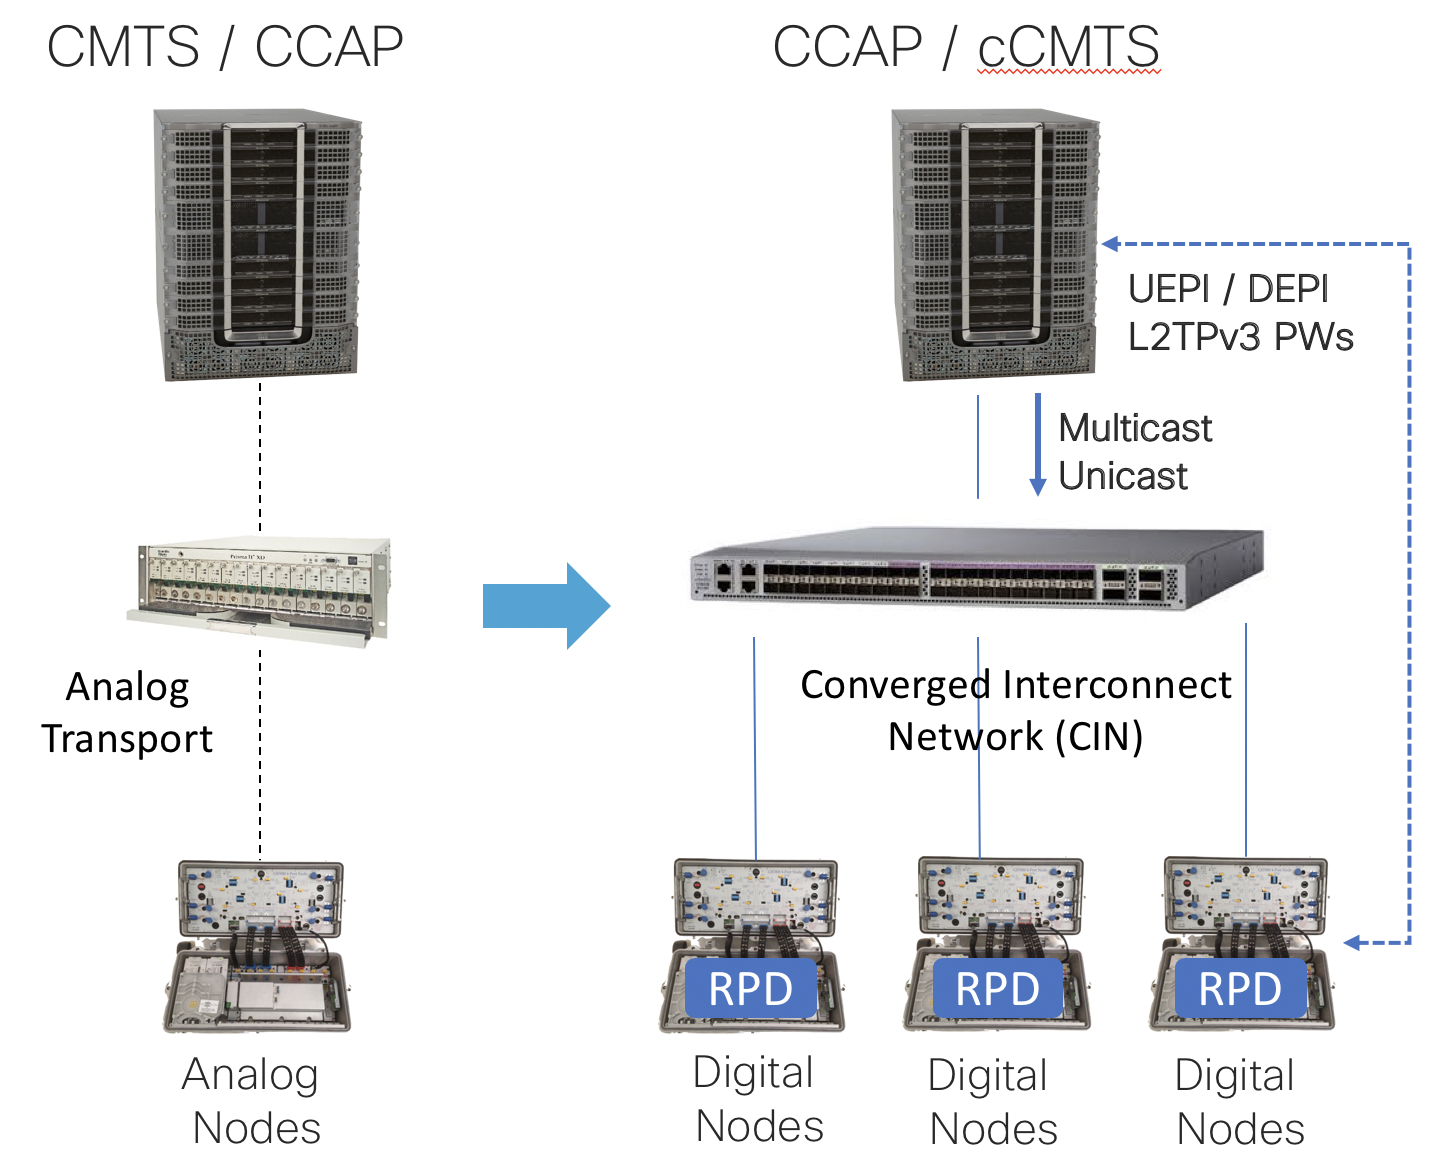 CMTS / CCAP
CCAP / cCMTS
UEPI / DEPI
L2TPv3 PWs
Multicast
Unicast
Analog
Transport
Converged Interconnect
Network (CIN)
RPD
RPD
RPD
Analog
Nodes
Digital
Nodes
Digital
Nodes
Digital
Nodes